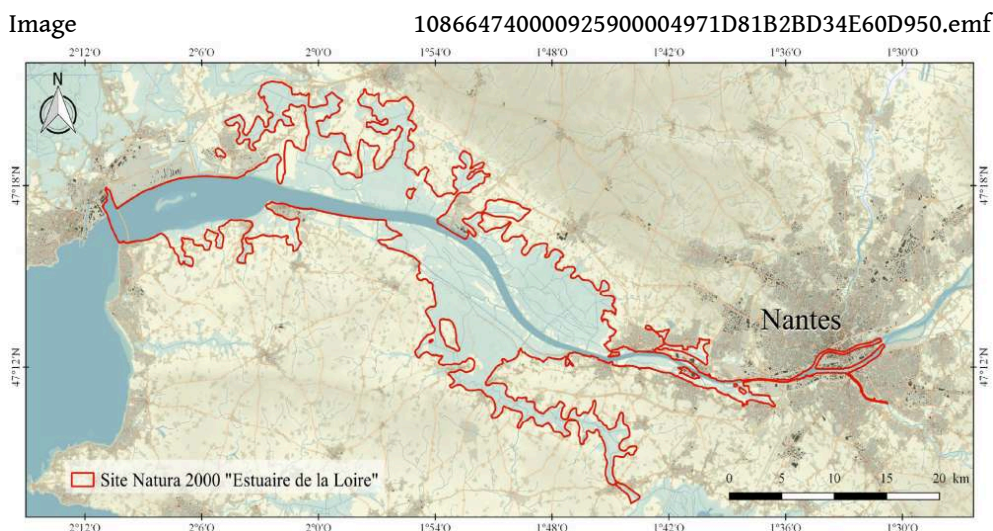 Image 108664740000925900004971D81B2BD34E60D950.emf
2°12'O 2°6'O 2°0'O 1°54'O 1°48'O 1°42'O 1°36'O 1°30'O
N
47°18'N 47°18'N
Nantes
47°12'N 47°12'N
Site Natura 2000 "Estuaire de la Loire"
0 5 10 15 20 km
2°12'O 2°6'O 2°0'O 1°54'O 1°48'O 1°42'O 1°36'O 1°30'O